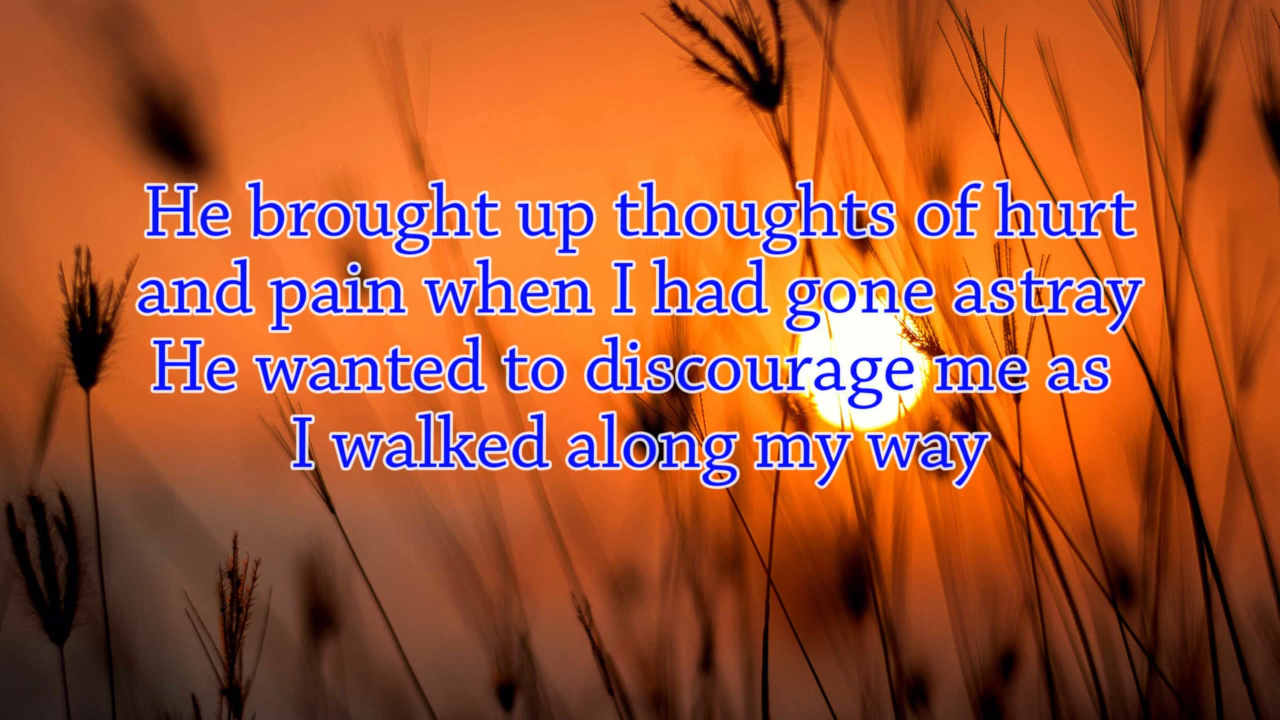 He brought up thoughts of hurt
and pain when I had gone astray
He wanted to discourage me as
I walked along my way